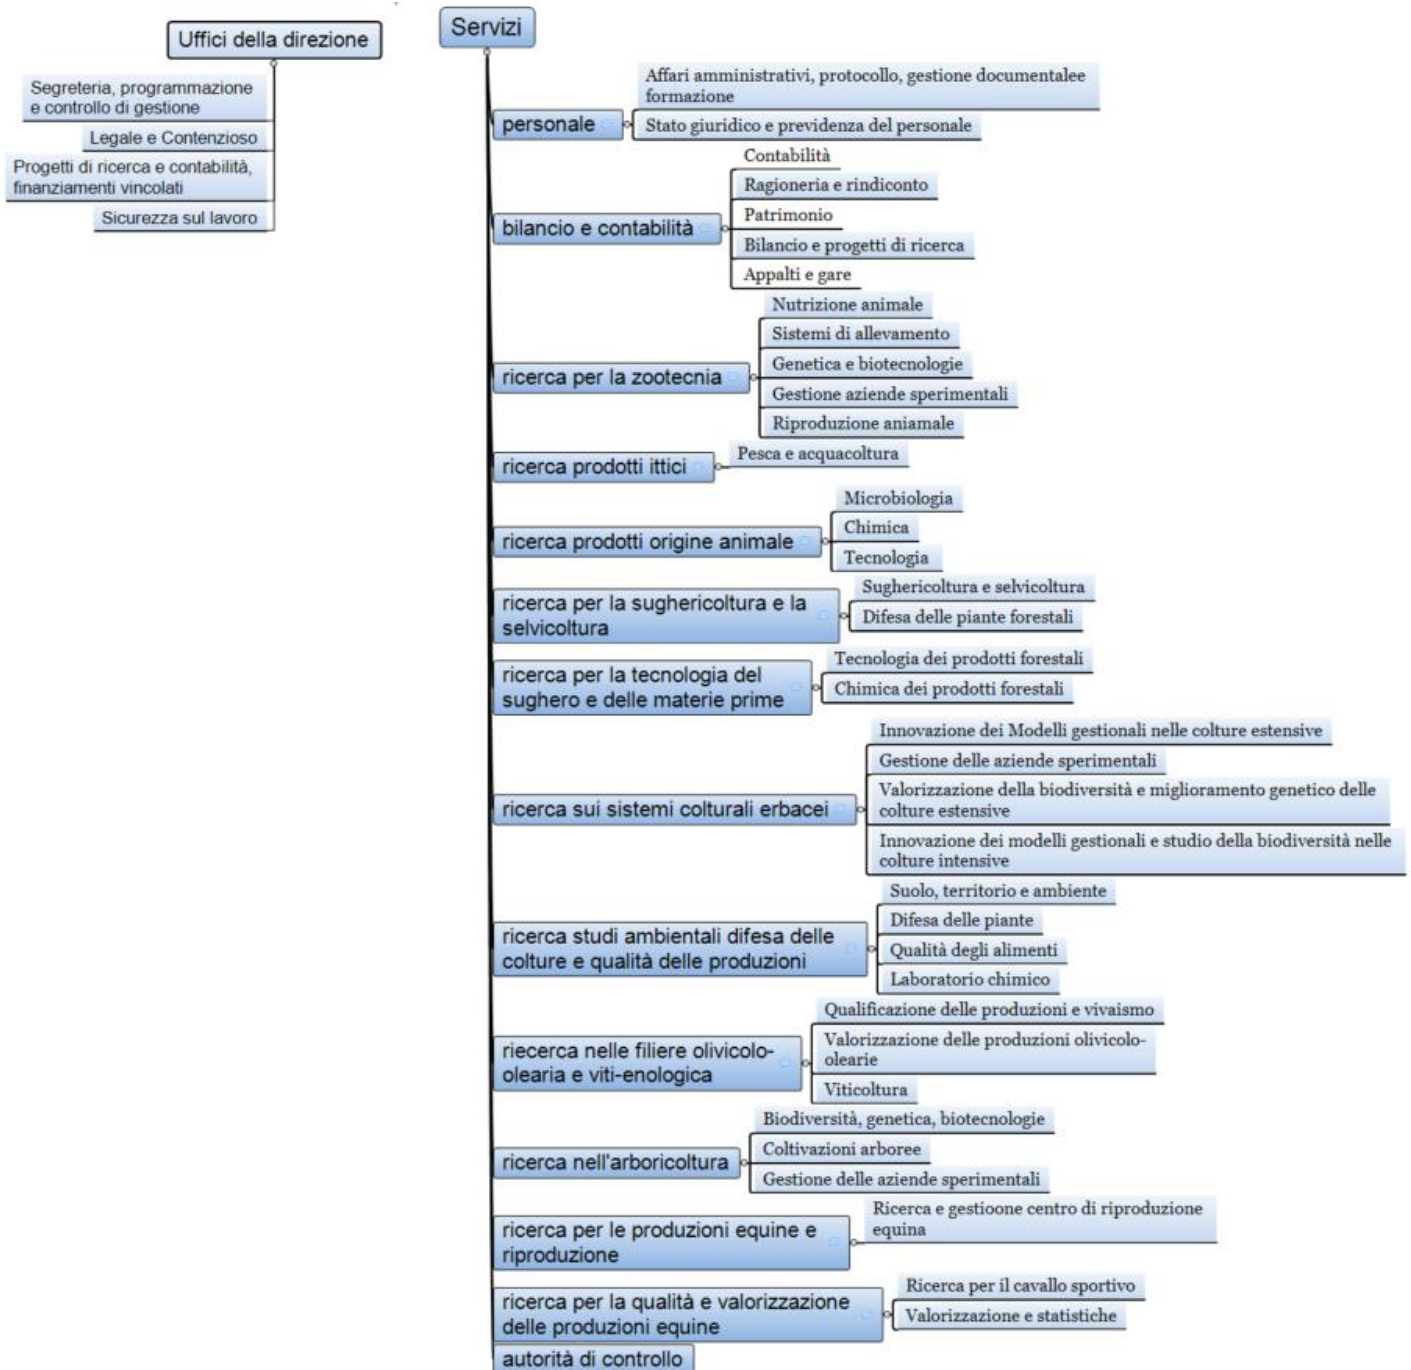 Uffici della direzione
Segreteria, programmazione
e controllo di gestione
Legale e Contenzioso
Progetti di ricerca e contabilità,
finanziamenti vincolati
Sicurezza sul lavoro
Servizi
personale
Affari amministrativi, protocollo, gestione documentalee
formazione
Stato giuridico e previdenza del personale
bilancio e contabilità
Contabilità
Ragioneria e rindiconto
Patrimonio
Bilancio e progetti di ricerca
Appalti e gare
ricerca per la zootecnia
Nutrizione animale
Sistemi di allevamento
Genetica e biotecnologie
Gestione aziende sperimentali
Riproduzione aniamale
ricerca prodotti ittici
Pesca e acquacoltura
ricerca prodotti origine animale
Microbiologia
Chimica
Tecnologia
ricerca per la sughericoltura e la
selvicoltura
Sughericoltura e selvicoltura
Difesa delle piante forestali
ricerca per la tecnologia del
sughero e delle materie prime
Tecnologia dei prodotti forestali
Chimica dei prodotti forestali
ricerca sui sistemi colturali erbacei
Innovazione dei Modelli gestionali nelle colture estensive
Gestione delle aziende sperimentali
Valorizzazione della biodiversità e miglioramento genetico delle
colture estensive
Innovazione dei modelli gestionali e studio della biodiversità nelle
colture intensive
ricerca studi ambientali difesa delle
colture e qualità delle produzioni
Suolo, territorio e ambiente
Difesa delle piante
Qualità degli alimenti
Laboratorio chimico
riecerca nelle filiere olivicolo-
olearia e viti-enologica
Qualificazione delle produzioni e vivaismo
Valorizzazione delle produzioni olivicolo-
olearie
Viticoltura
ricerca nell'arboricoltura
Biodiversità, genetica, biotecnologie
Coltivazioni arboree
Gestione delle aziende sperimentali
ricerca per le produzioni equine e
riproduzione
Ricerca e gestioone centro di riproduzione
equina
ricerca per la qualità e valorizzazione
delle produzioni equine
Ricerca per il cavallo sportivo
Valorizzazione e statistiche
autorità di controllo